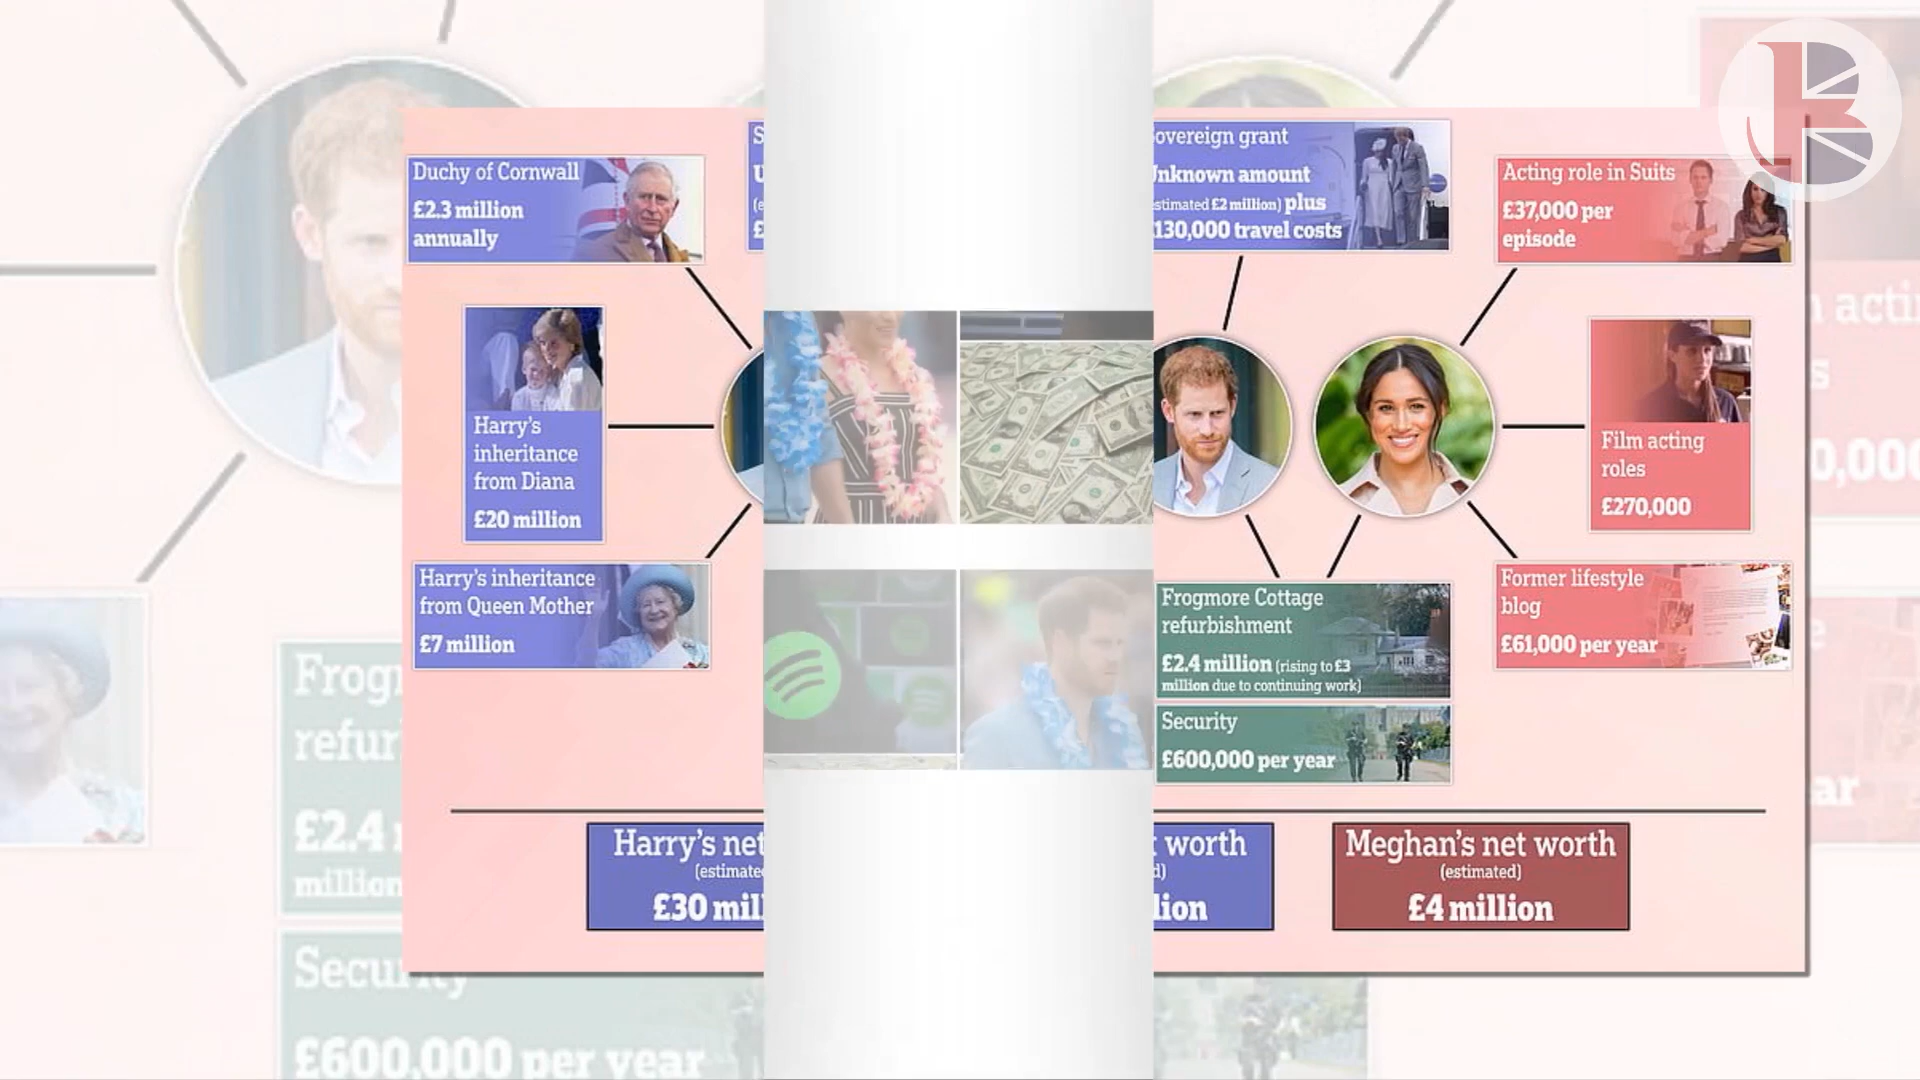 Duchy of Cornwall
£2.3 million
annually
S
U
(e
£
overeign grant
Unknown amount
stimated £2 million) plus
130,000 travel costs
Acting role in Suits
£37,000 per
episode
Harry's
inheritance
from Diana
£20 million
Film acting
roles
£270,000
Harry's inheritance
from Queen Mother
£7 million
Frogmore Cottage
refurbishment
£2.4 million (rising to £3
million due to continuing work)
Security
£600,000 per year
Former lifestyle
blog
£61,000 per year
Harry's net
(estimated
£30 mil
worth
d)
lion
Meghan's net worth
(estimated)
£4 million
Frog
refur
£2.4
million
Security
£600,000 per year
n acti
s
0,000
ar